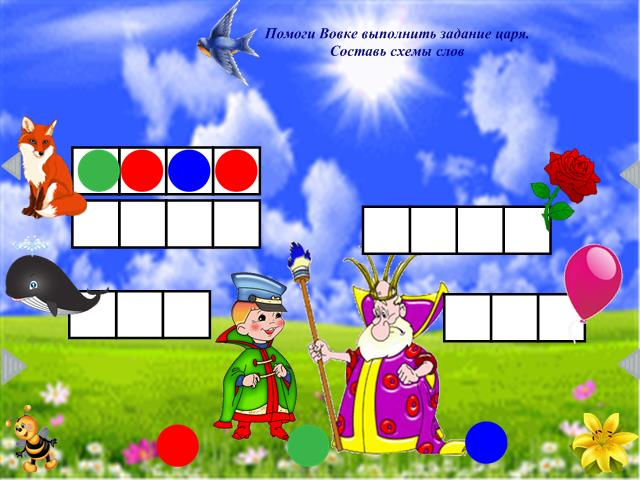 Помоги Вовке выполнить задание царя.
Составь схемы слов